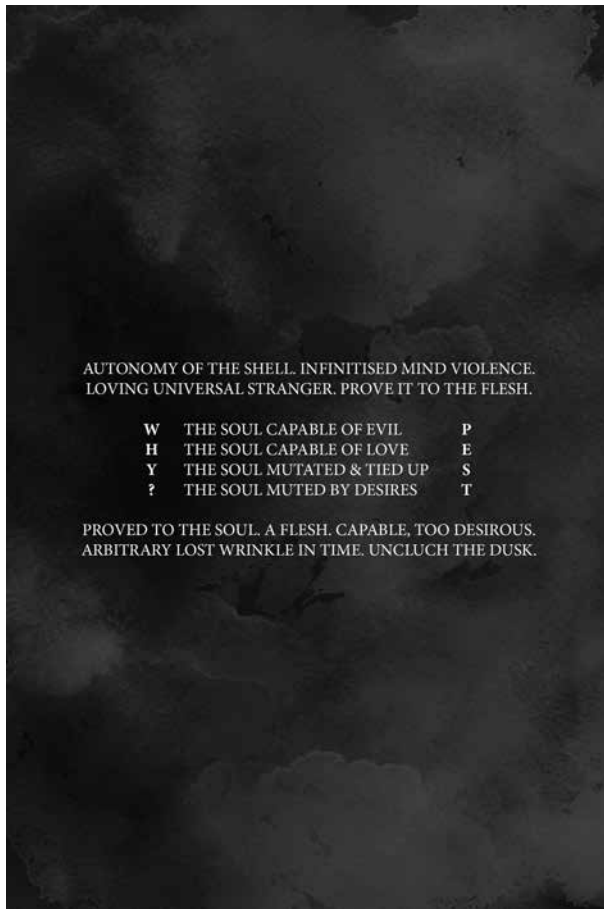 AUTONOMY OF THE SHELL. INFINITISED MIND VIOLENCE.
LOVING UNIVERSAL STRANGER. PROVE IT TO THE FLESH.
W THE SOUL CAPABLE OF EVIL P
H THE SOUL CAPABLE OF LOVE E
Y THE SOUL MUTATED & TIED UP S
? THE SOUL MUTED BY DESIRES T
PROVED TO THE SOUL. A FLESH. CAPABLE, TOO DESIROUS.
ARBITRARY LOST WRINKLE IN TIME. UNCLUCH THE DUSK.